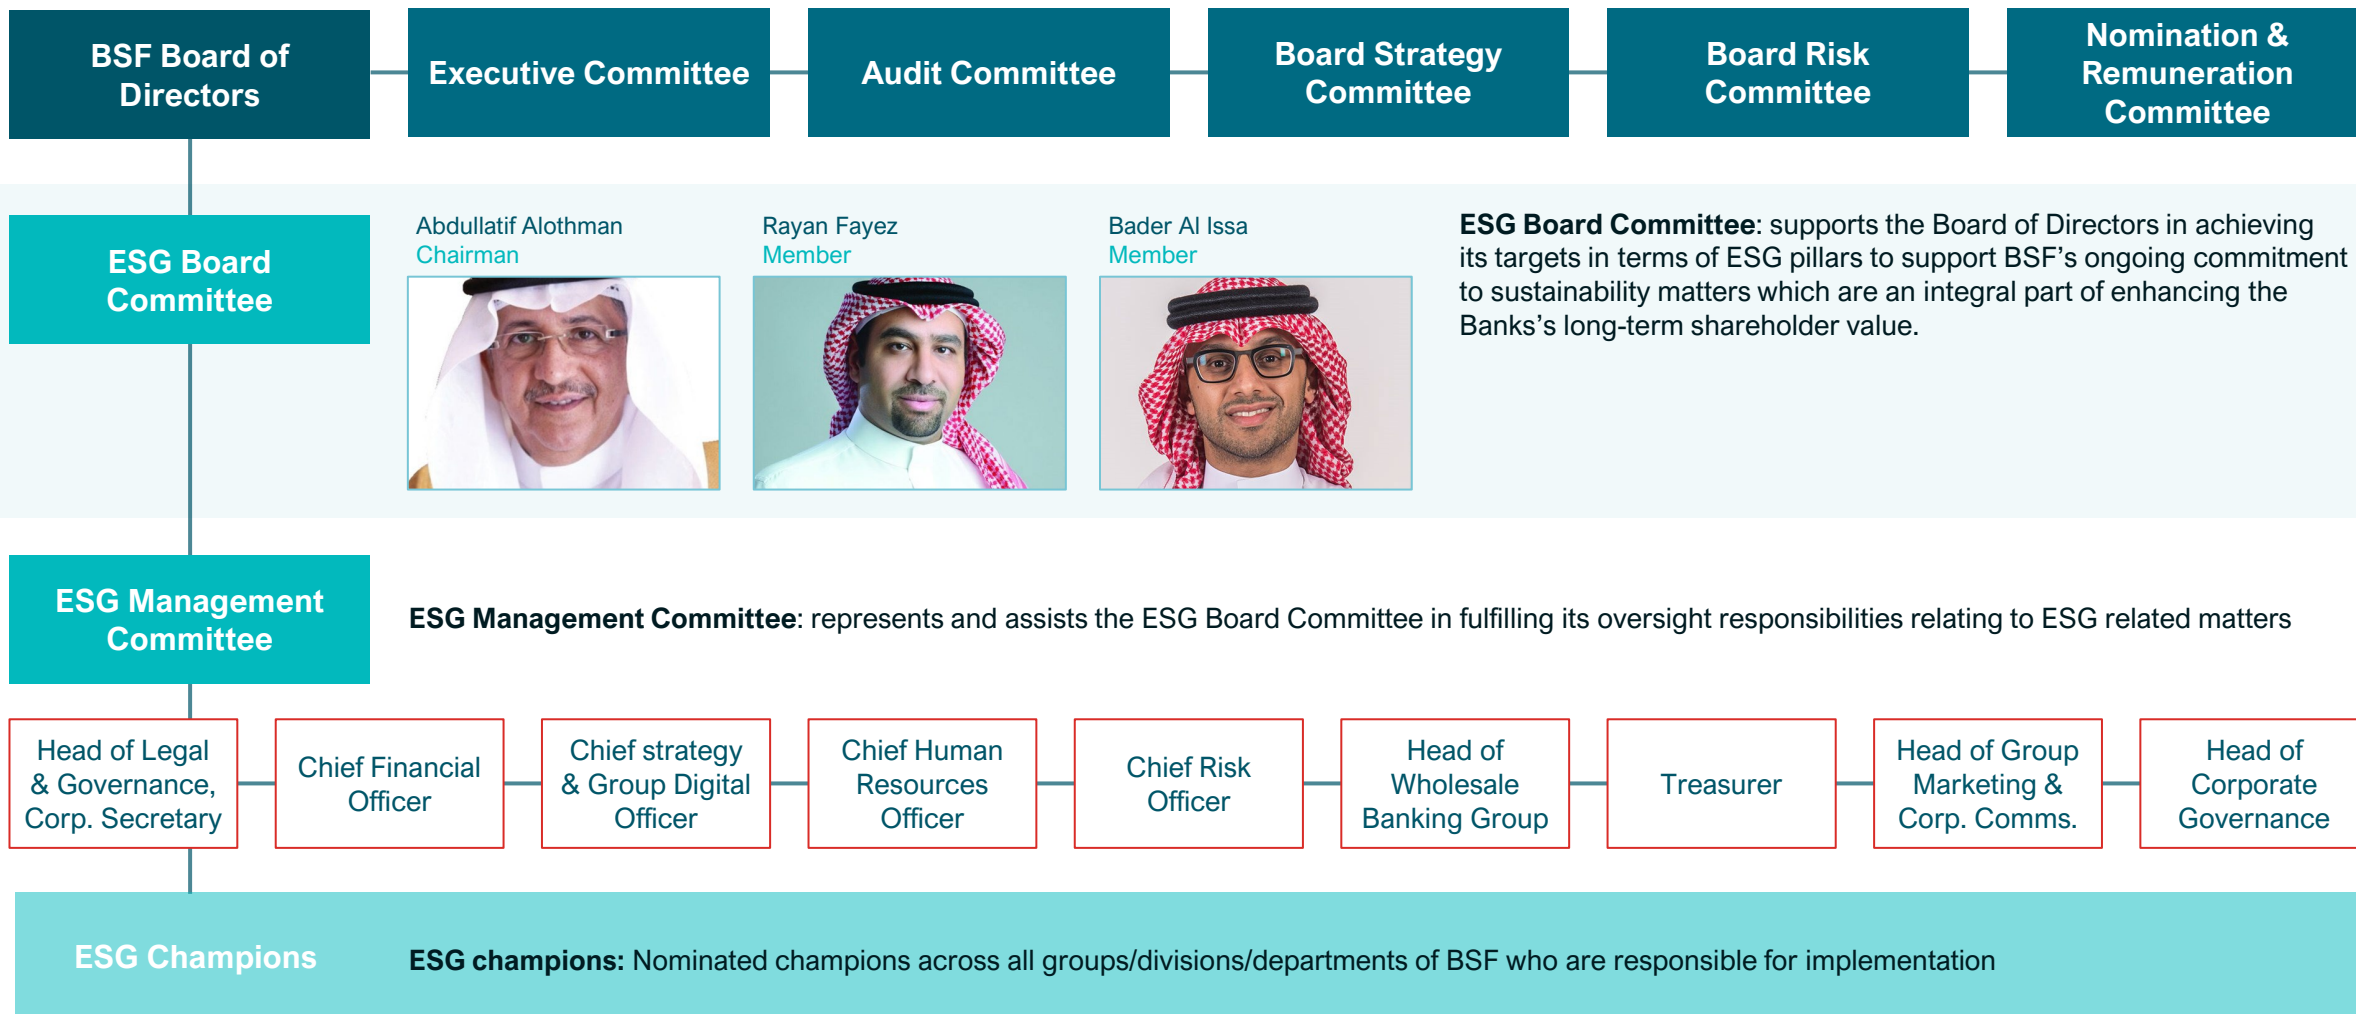 BSF Board of
Directors
Executive Committee
Audit Committee
Board Strategy
Committee
Board Risk
Committee
Nomination &
Remuneration
Committee
ESG Board
Committee
Abdullatif Alothman
Chairman
Rayan Fayez
Member
Bader Al Issa
Member
ESG Board Committee: supports the Board of Directors in achieving
its targets in terms of ESG pillars to support BSF’s ongoing commitment
to sustainability matters which are an integral part of enhancing the
Banks’s long-term shareholder value.
ESG Management
Committee
ESG Management Committee: represents and assists the ESG Board Committee in fulfilling its oversight responsibilities relating to ESG related matters
Head of Legal
& Governance,
Corp. Secretary
Chief Financial
Officer
Chief strategy
& Group Digital
Officer
Chief Human
Resources
Officer
Chief Risk
Officer
Head of
Wholesale
Banking Group
Treasurer
Head of Group
Marketing &
Corp. Comms.
Head of
Corporate
Governance
ESG Champions
ESG champions: Nominated champions across all groups/divisions/departments of BSF who are responsible for implementation